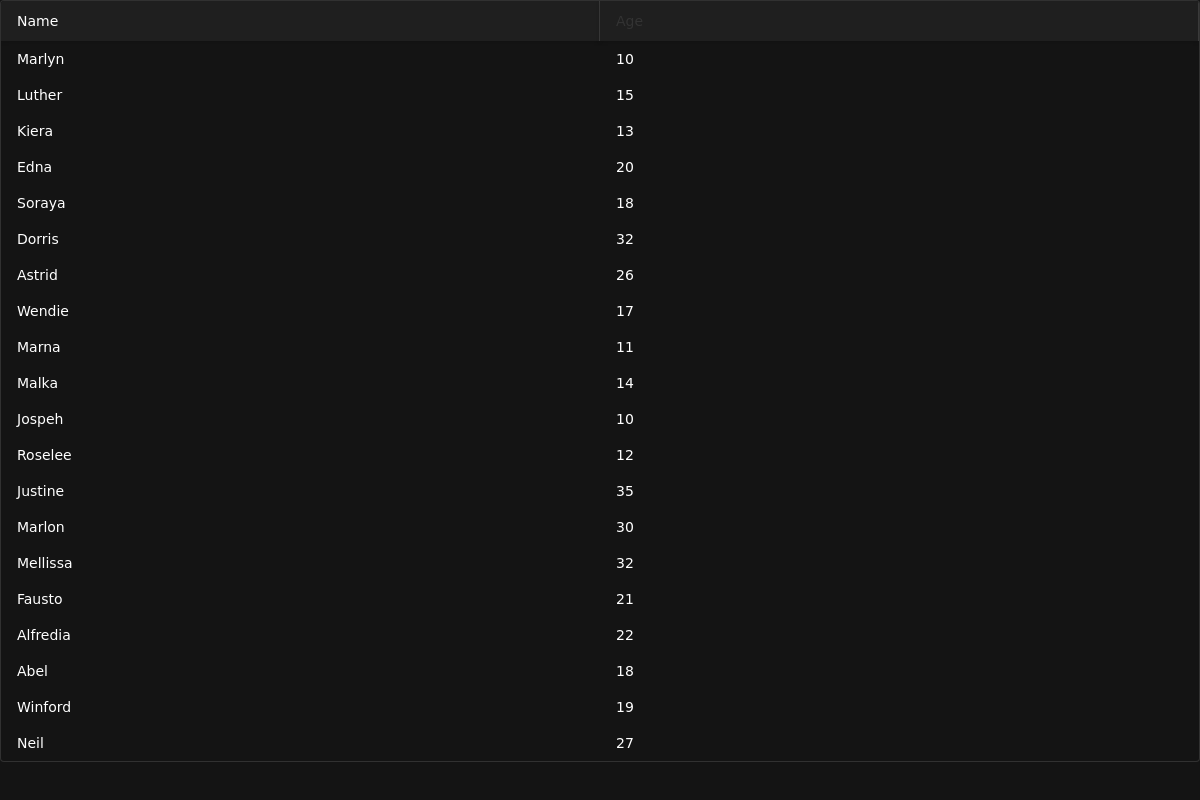 Name Age
Marlyn 10
Luther 15
Kiera 13
Edna 20
Soraya 18
Dorris 32
Astrid 26
Wendie 17
Marna 11
Malka 14
Jospeh 10
Roselee 12
Justine 35
Marlon 30
Mellissa 32
Fausto 21
Alfredia 22
Abel 18
Winford 19
Neil 27